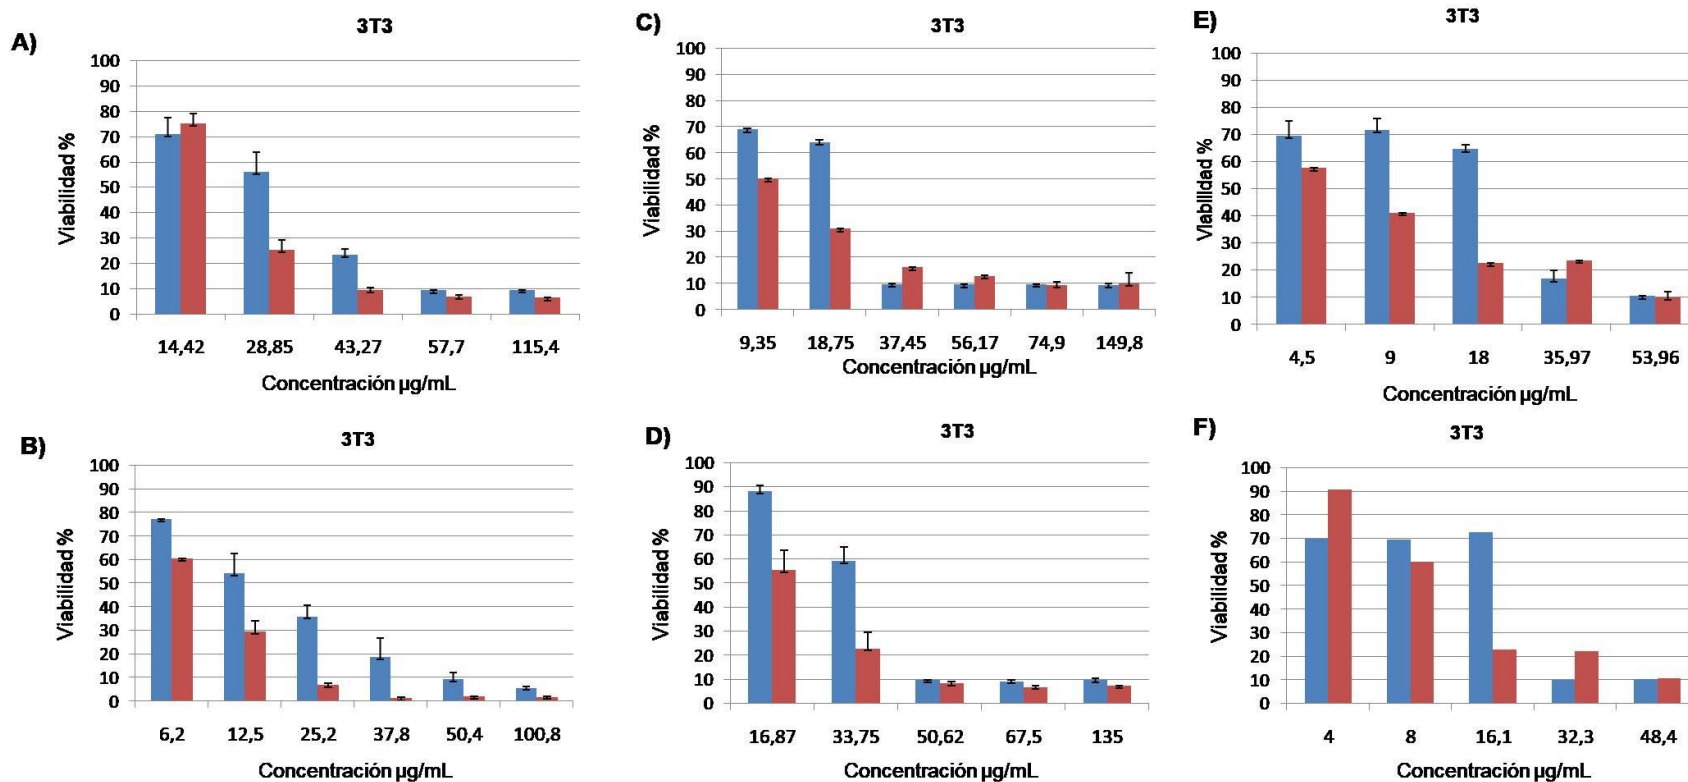 A)
3T3
Viabilidad %
100
90
80
70
60
50
40
30
20
10
0
14,42 28,85 43,27 57,7 115,4
Concentración µg/mL
B)
3T3
Viabilidad %
100
90
80
70
60
50
40
30
20
10
0
6,2 12,5 25,2 37,8 50,4 100,8
Concentración µg/mL
C)
3T3
Viabilidad %
100
90
80
70
60
50
40
30
20
10
0
9,35 18,75 37,45 56,17 74,9 149,8
Concentración µg/mL
D)
3T3
Viabilidad %
100
90
80
70
60
50
40
30
20
10
0
16,87 33,75 50,62 67,5 135
Concentración µg/mL
E)
3T3
Viabilidad %
100
90
80
70
60
50
40
30
20
10
0
4,5 9 18 35,97 53,96
Concentración µg/mL
F)
3T3
Viabilidad %
100
90
80
70
60
50
40
30
20
10
0
4 8 16,1 32,3 48,4
Concentración µg/mL